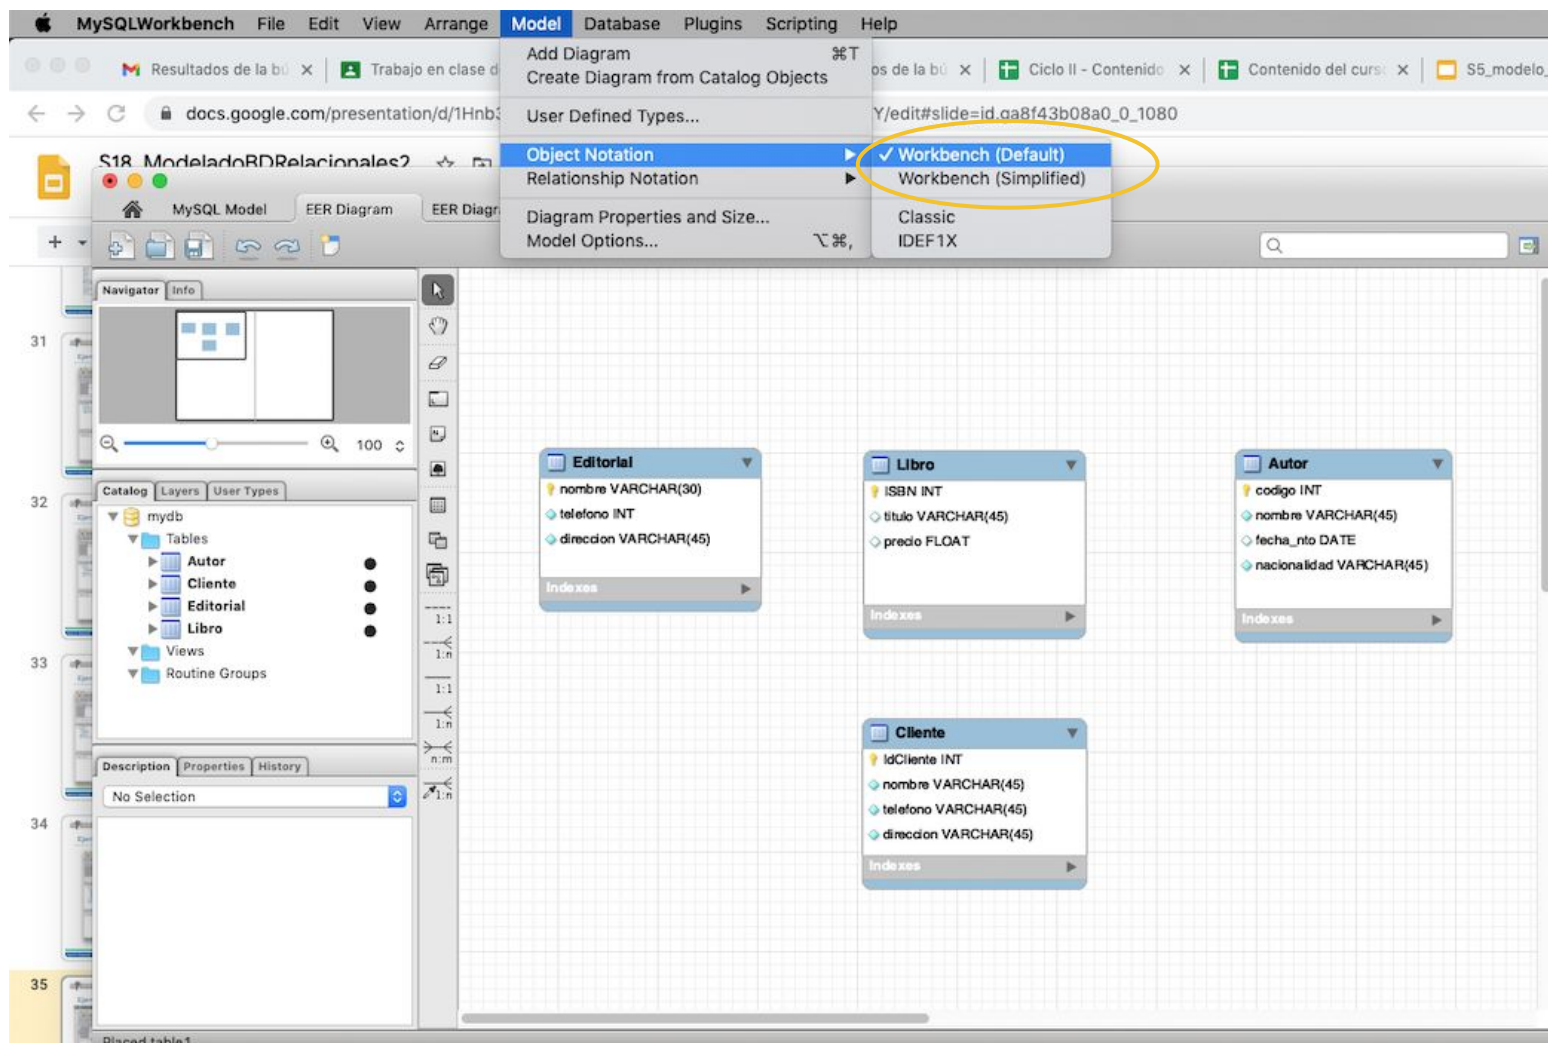 MySQLWorkbench File Edit View Arrange Model Database Plugins Scripting Help
Resultados de la bú
Trabajo en clase d
os de la bú
Ciclo II - Contenido
Contenido del curs
S5_modelo_
docs.google.com/presentation/d/1Hnb
Y/edit#slide=id.ga8f43b08a0_0_1080
S18_ModeladoBDRelacionales2
Add Diagram ⌘T
Create Diagram from Catalog Objects
User Defined Types...
Object Notation
Relationship Notation
Diagram Properties and Size...
Model Options... ⌥⌘,
✓ Workbench (Default)
Workbench (Simplified)
Classic
IDEF1X
MySQL Model EER Diagram EER Diagr
Navigator Info
100
Catalog Layers User Types
mydb
Tables
Autor
Cliente
Editorial
Libro
Views
Routine Groups
Description Properties History
No Selection
31
32
33
34
35
1:1
1:n
1:1
1:n
n:m
1:n
Editorial
nombre VARCHAR(30)
telefono INT
direccion VARCHAR(45)
Indexes
Libro
ISBN INT
titulo VARCHAR(45)
precio FLOAT
Indexes
Autor
codigo INT
nombre VARCHAR(45)
fecha_nto DATE
nacionalidad VARCHAR(45)
Indexes
Cliente
idCliente INT
nombre VARCHAR(45)
telefono VARCHAR(45)
direccion VARCHAR(45)
Indexes
Placed table1